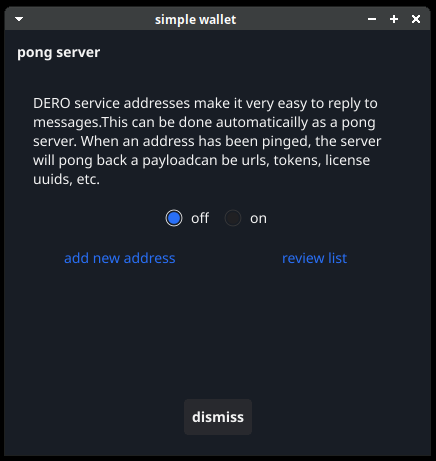 simple wallet
pong server
DERO service addresses make it very easy to reply to
messages.This can be done automaticailly as a pong
server. When an address has been pinged, the server
will pong back a payloadcan be urls, tokens, license
uuids, etc.
off on
add new address review list
dismiss